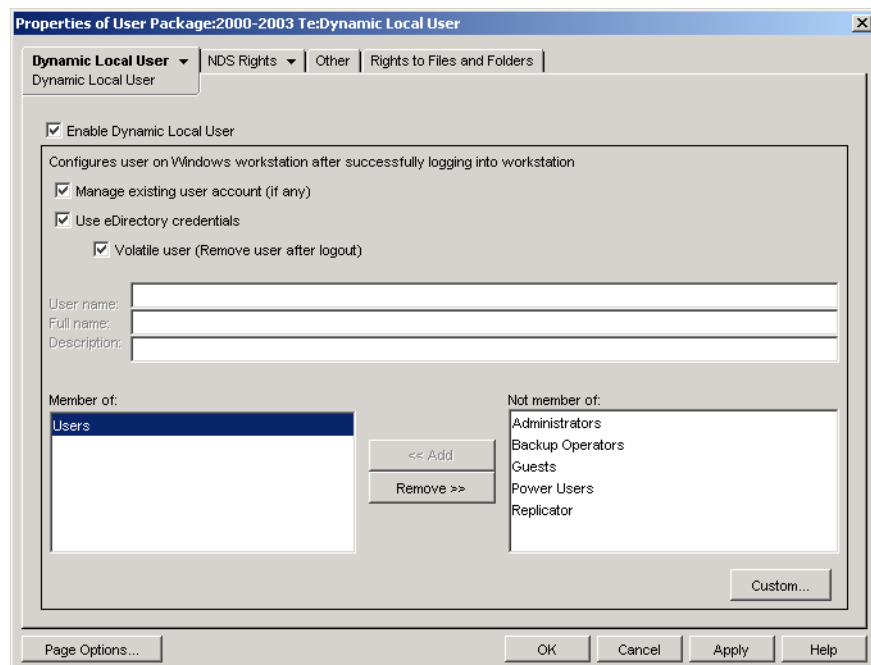 Properties of User Package:2000-2003 Te:Dynamic Local User
Dynamic Local User NDS Rights Other Rights to Files and Folders
Dynamic Local User
Enable Dynamic Local User
Configures user on Windows workstation after successfully logging into workstation
Manage existing user account (if any)
Use eDirectory credentials
Volatile user (Remove user after logout)
User name:
Full name:
Description:
Member of: Not member of:
Users Administrators
Backup Operators
<< Add
Guests
Remove >> Power Users
Replicator
Custom...
Page Options... OK Cancel Apply Help